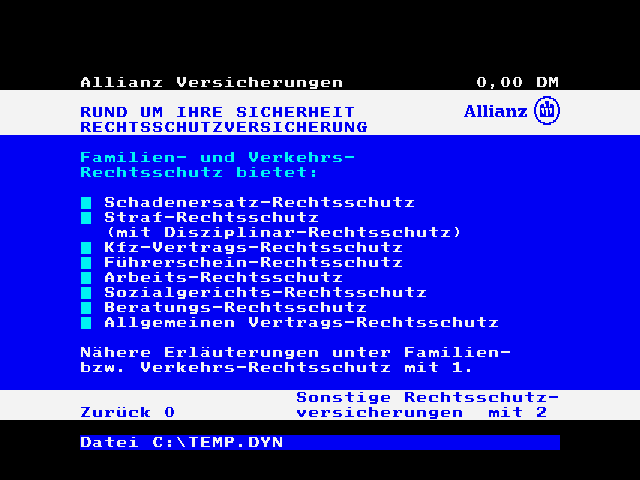 Allianz Versicherungen 0,00 DM
RUND UM IHRE SICHERHEIT Allianz
RECHTSSCHUTZVERSICHERUNG
Familien- und Verkehrs-
Rechtsschutz bietet:
Schadenersatz-Rechtsschutz
Straf-Rechtsschutz
(mit Disziplinar-Rechtsschutz)
Kfz-Vertrags-Rechtsschutz
Führerschein-Rechtsschutz
Arbeits-Rechtsschutz
Sozialgerichts-Rechtsschutz
Beratungs-Rechtsschutz
Allgemeinen Vertrags-Rechtsschutz
Nähere Erläuterungen unter Familien-
bzw. Verkehrs-Rechtsschutz mit 1.
Sonstige Rechtsschutz-
Zurück 0 versicherungen mit 2
Datei C:\TEMP.DYN